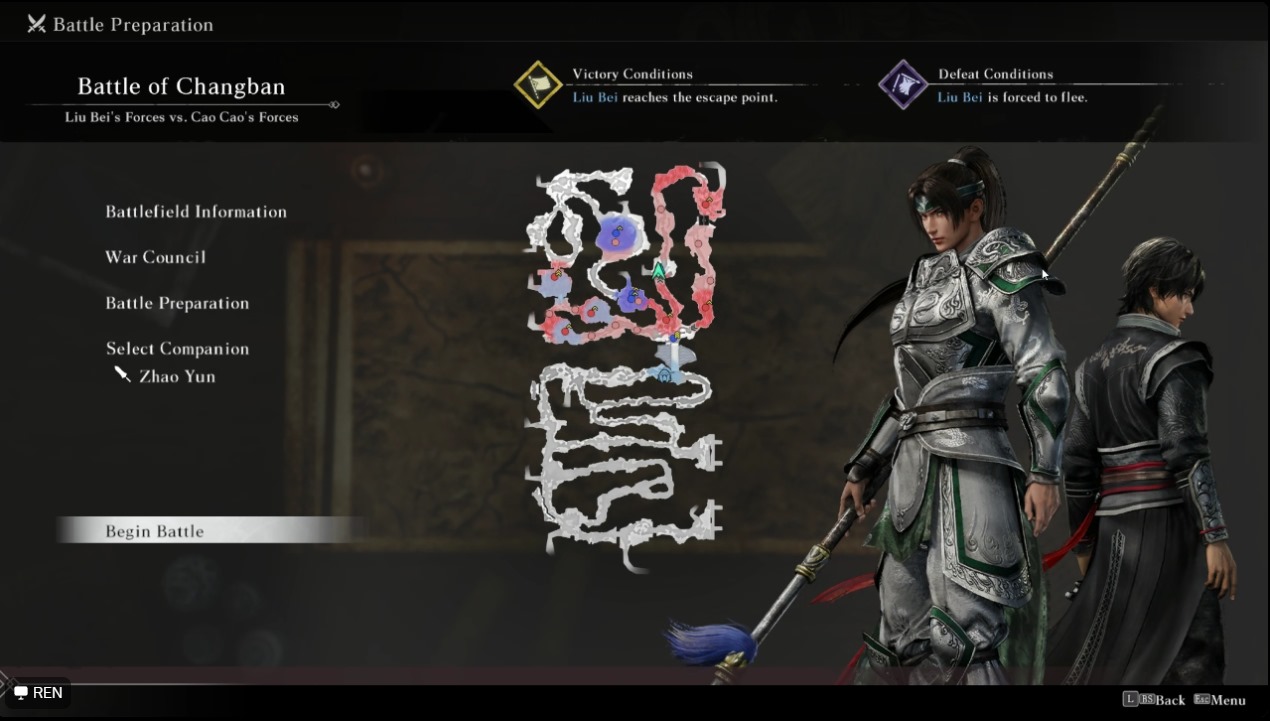 Battle Preparation
Battle of Changban
Liu Bei's Forces vs. Cao Cao's Forces
Victory Conditions
Liu Bei reaches the escape point.
Defeat Conditions
Liu Bei is forced to flee.
Battlefield Information
War Council
Battle Preparation
Select Companion
Zhao Yun
Begin Battle
REN
L BS Back Esc Menu